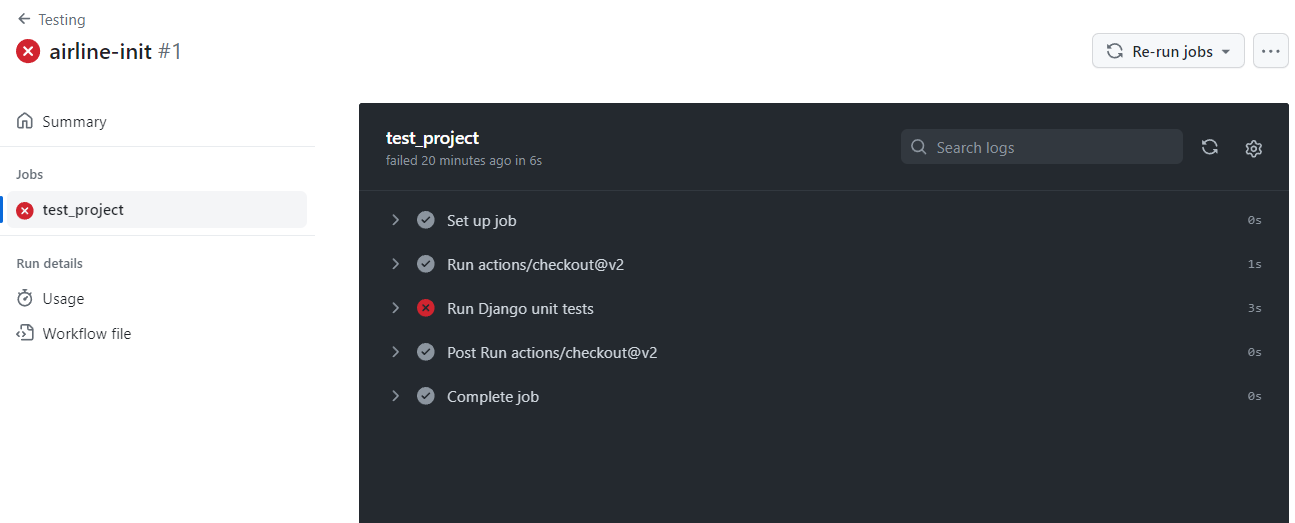 Testing
airline-init #1
Re-run jobs
Summary
Jobs
test_project
Run details
Usage
Workflow file
test_project
failed 20 minutes ago in 6s
Search logs
Set up job 0s
Run actions/checkout@v2 1s
Run Django unit tests 3s
Post Run actions/checkout@v2 0s
Complete job 0s